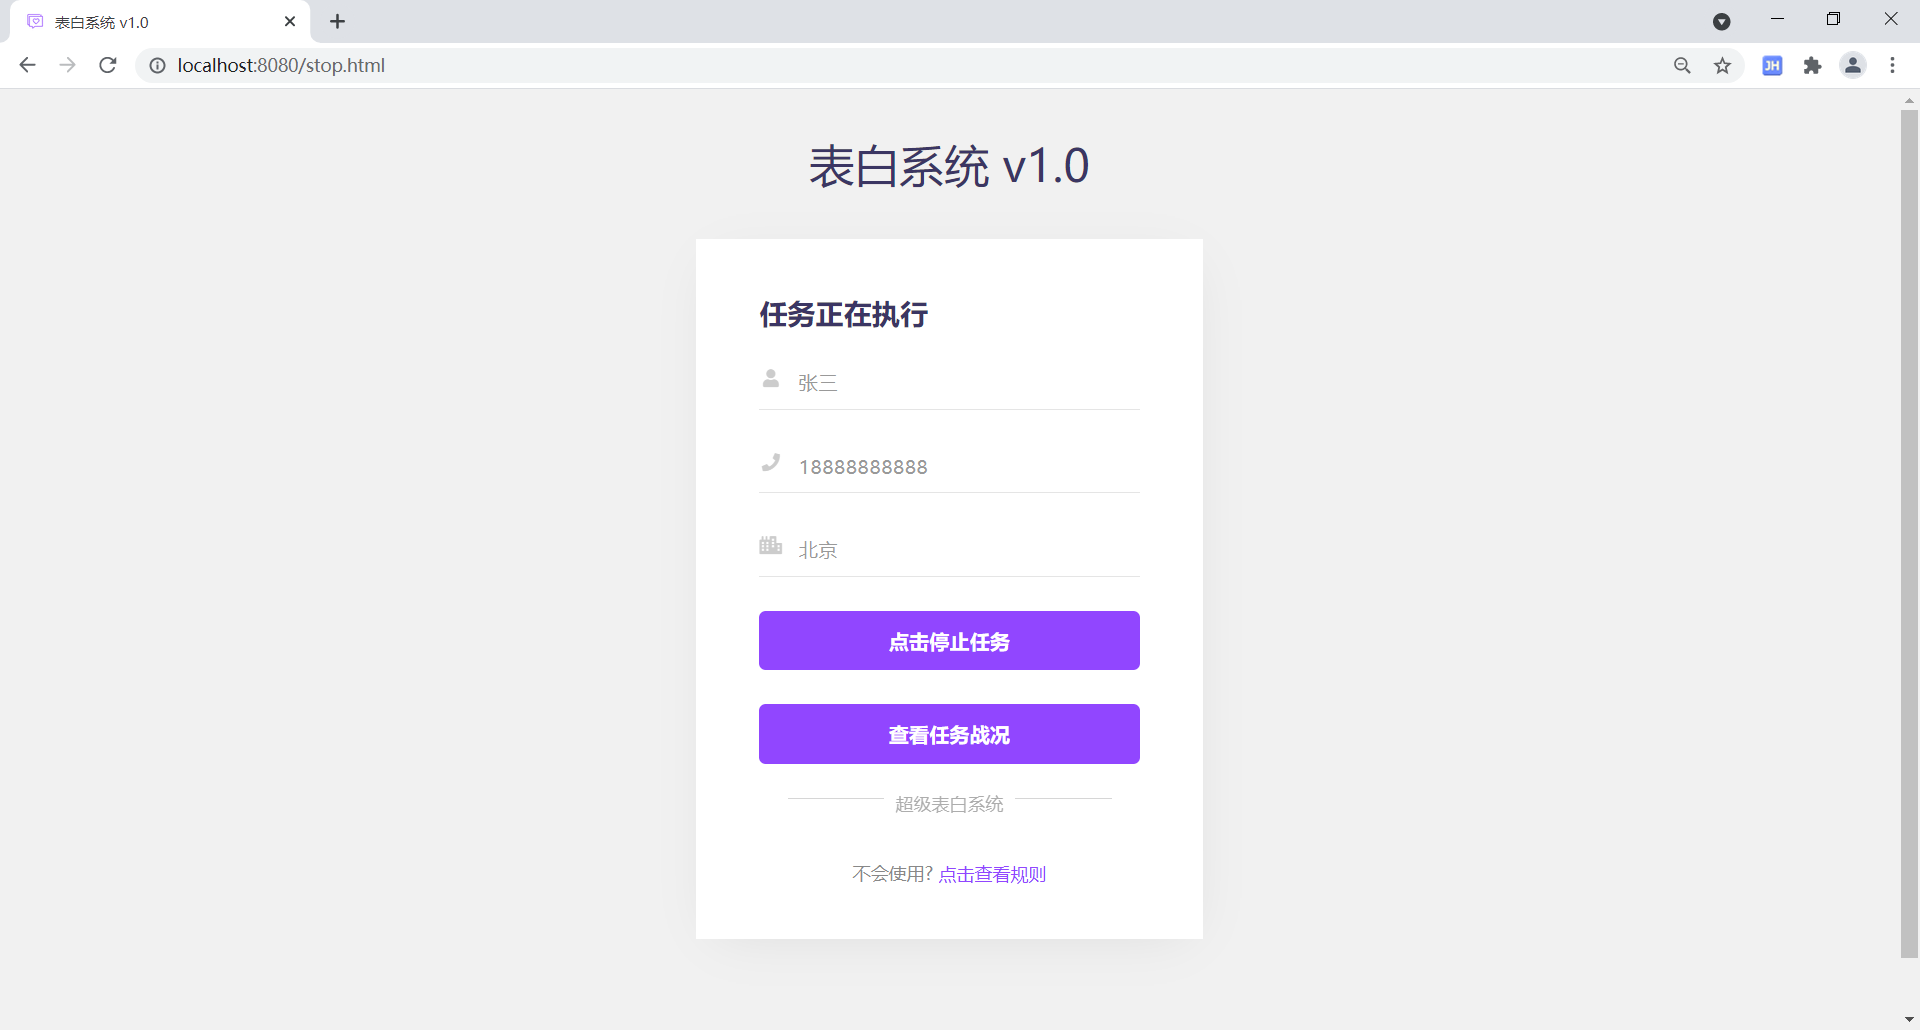 表白系统 v1.0
localhost:8080/stop.html
JH
表白系统 v1.0
任务正在执行
张三
18888888888
北京
点击停止任务
查看任务战况
超级表白系统
不会使用? 点击查看规则